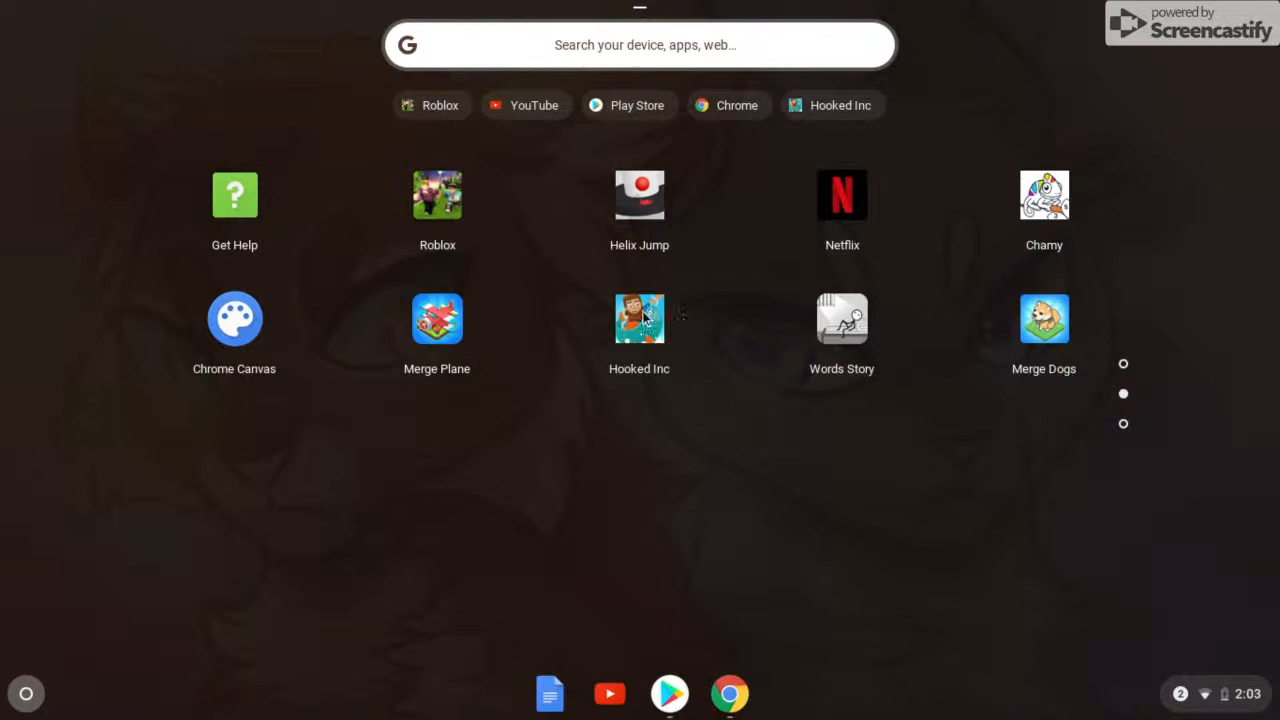 powered by
Screencastify
Search your device, apps, web...
Roblox YouTube Play Store Chrome Hooked Inc
Get Help Roblox Helix Jump Netflix Chamy
Chrome Canvas Merge Plane Hooked Inc Words Story Merge Dogs
2 2:03